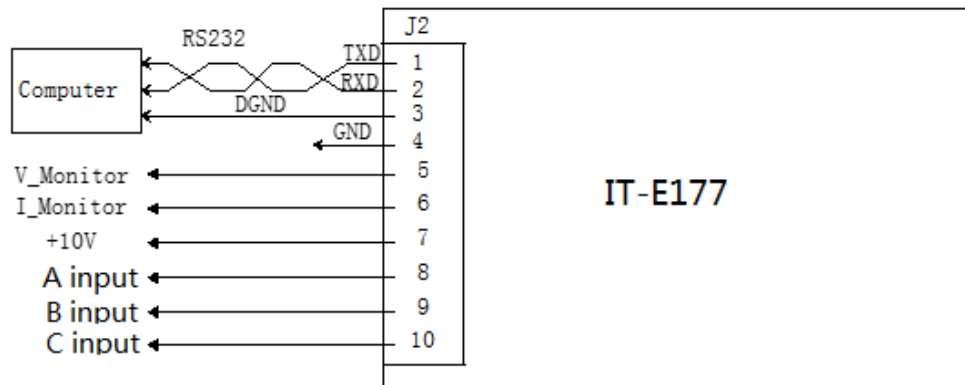 J2
RS232
TXD
1
Computer
RXD
2
DGND
3
GND
4
V_Monitor
5
I_Monitor
6
IT-E177
+10V
7
A input
8
B input
9
C input
10